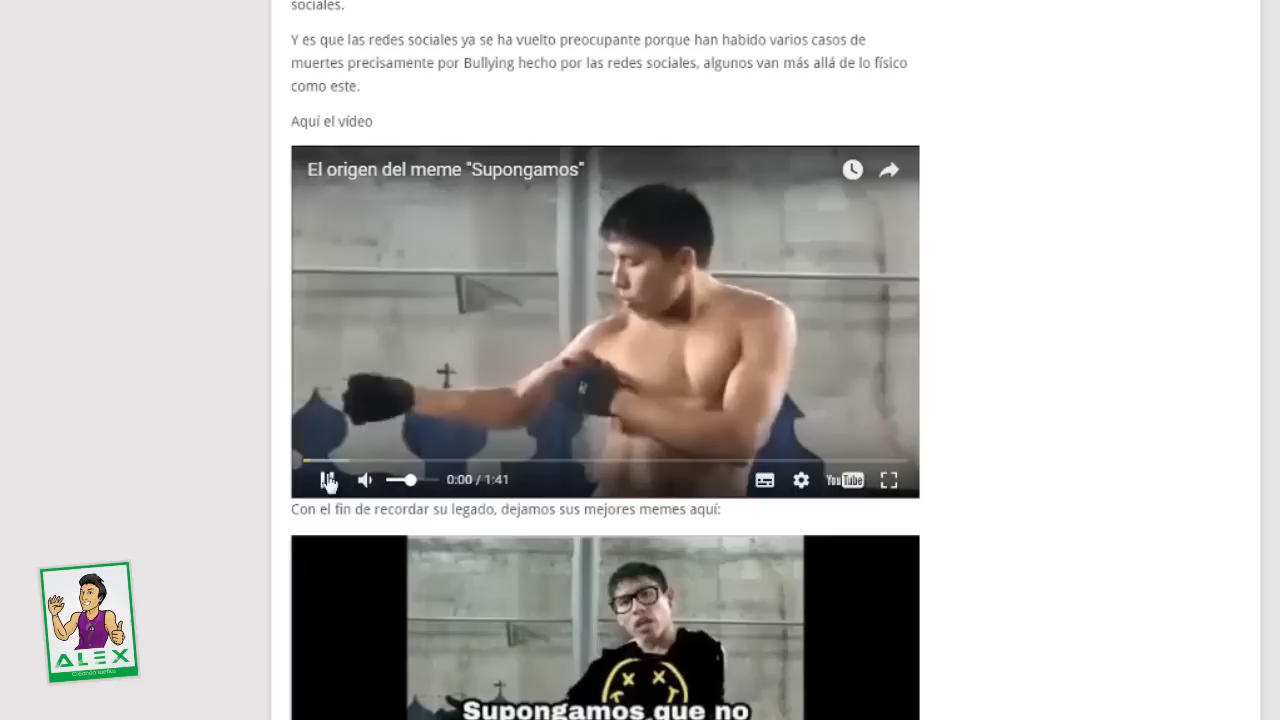 sociales.
Y es que las redes sociales ya se ha vuelto preocupante porque han habido varios casos de
muertes precisamente por Bullying hecho por las redes sociales, algunos van más allá de lo físico
como este.
Aquí el vídeo
El origen del meme "Supongamos"
0:00 / 1:41
YouTube
Con el fin de recordar su legado, dejamos sus mejores memes aquí:
ALEX
Supongamos que no